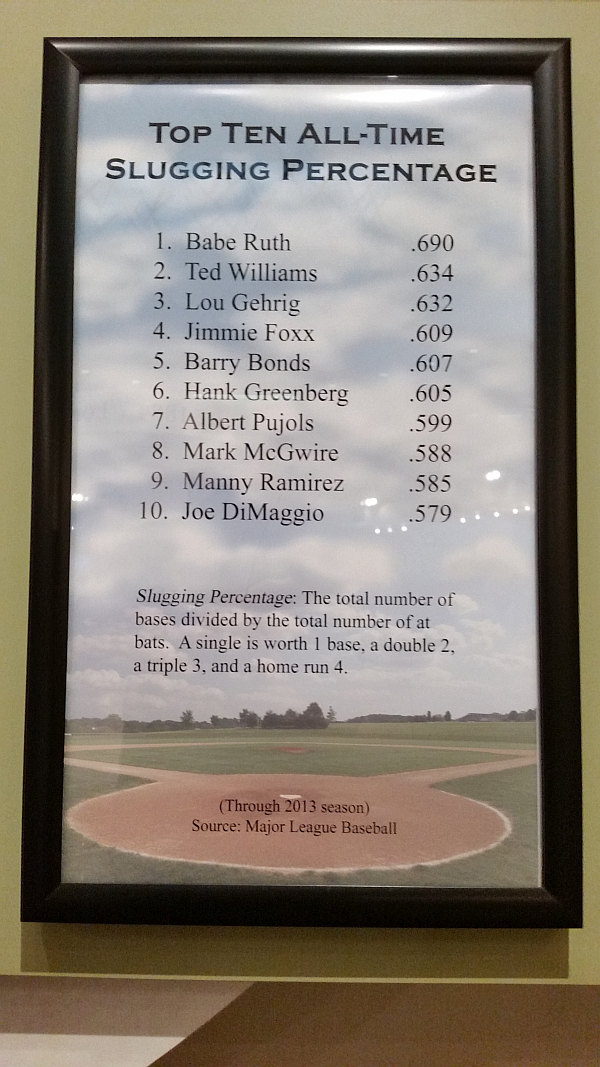 TOP TEN ALL-TIME
SLUGGING PERCENTAGE
1. Babe Ruth .690
2. Ted Williams .634
3. Lou Gehrig .632
4. Jimmie Foxx .609
5. Barry Bonds .607
6. Hank Greenberg .605
7. Albert Pujols .599
8. Mark McGwire .588
9. Manny Ramirez .585
10. Joe DiMaggio .579
Slugging Percentage: The total number of
bases divided by the total number of at
bats. A single is worth 1 base, a double 2,
a triple 3, and a home run 4.
(Through 2013 season)
Source: Major League Baseball